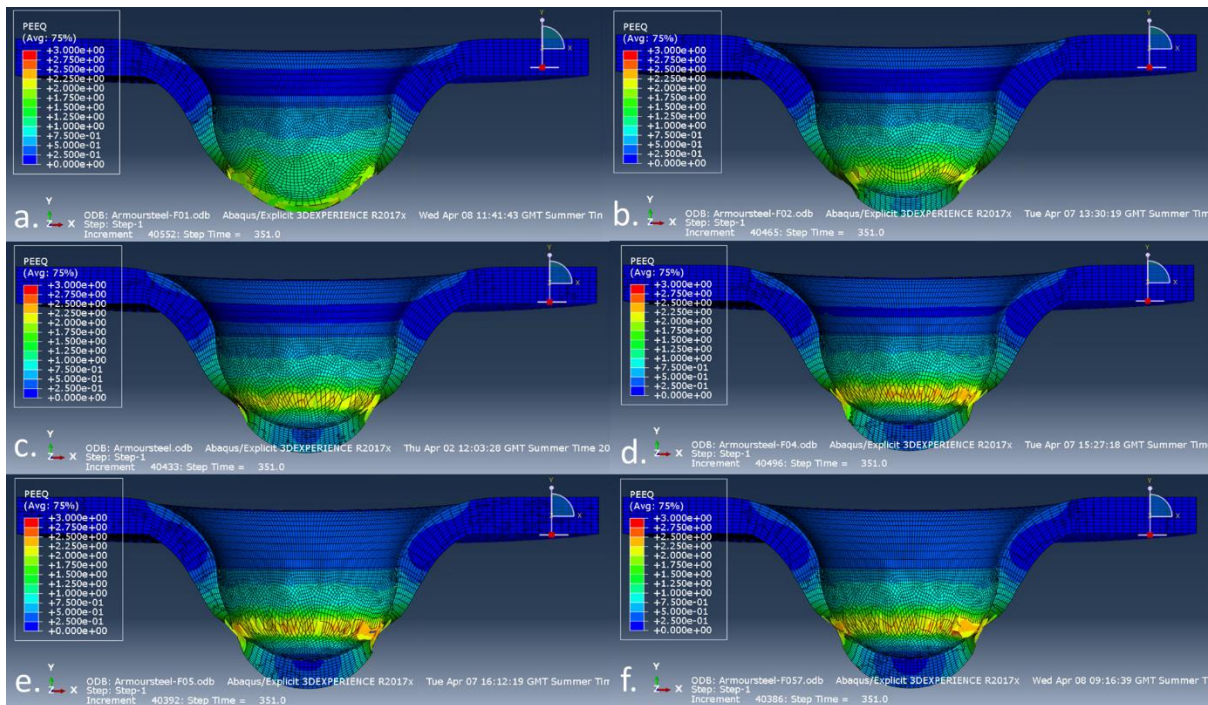 PEEQ
(Avg: 75%)
+3.000e+00
+2.750e+00
+2.500e+00
+2.250e+00
+2.000e+00
+1.750e+00
+1.500e+00
+1.250e+00
+1.000e+00
+7.500e-01
+5.000e-01
+2.500e-01
+0.000e+00
Y
X
a.
Y
Z X
ODB: Armoursteel-F01.odb Abaqus/Explicit 3DEXPERIENCE R2017x Wed Apr 08 11:41:43 GMT Summer Tin
Step: Step-1
Increment 40552: Step Time = 351.0
PEEQ
(Avg: 75%)
+3.000e+00
+2.750e+00
+2.500e+00
+2.250e+00
+2.000e+00
+1.750e+00
+1.500e+00
+1.250e+00
+1.000e+00
+7.500e-01
+5.000e-01
+2.500e-01
+0.000e+00
Y
X
b.
Y
Z X
ODB: Armoursteel-F02.odb Abaqus/Explicit 3DEXPERIENCE R2017x Tue Apr 07 13:30:19 GMT Summer Tim
Step: Step-1
Increment 40465: Step Time = 351.0
PEEQ
(Avg: 75%)
+3.000e+00
+2.750e+00
+2.500e+00
+2.250e+00
+2.000e+00
+1.750e+00
+1.500e+00
+1.250e+00
+1.000e+00
+7.500e-01
+5.000e-01
+2.500e-01
+0.000e+00
Y
X
c.
Y
Z X
ODB: Armoursteel.odb Abaqus/Explicit 3DEXPERIENCE R2017x Thu Apr 02 12:03:28 GMT Summer Time 20
Step: Step-1
Increment 40433: Step Time = 351.0
PEEQ
(Avg: 75%)
+3.000e+00
+2.750e+00
+2.500e+00
+2.250e+00
+2.000e+00
+1.750e+00
+1.500e+00
+1.250e+00
+1.000e+00
+7.500e-01
+5.000e-01
+2.500e-01
+0.000e+00
Y
X
d.
Y
Z X
ODB: Armoursteel-F04.odb Abaqus/Explicit 3DEXPERIENCE R2017x Tue Apr 07 15:27:18 GMT Summer Time
Step: Step-1
Increment 40496: Step Time = 351.0
PEEQ
(Avg: 75%)
+3.000e+00
+2.750e+00
+2.500e+00
+2.250e+00
+2.000e+00
+1.750e+00
+1.500e+00
+1.250e+00
+1.000e+00
+7.500e-01
+5.000e-01
+2.500e-01
+0.000e+00
Y
X
e.
Y
Z X
ODB: Armoursteel-F05.odb Abaqus/Explicit 3DEXPERIENCE R2017x Tue Apr 07 16:12:19 GMT Summer Tim
Step: Step-1
Increment 40392: Step Time = 351.0
PEEQ
(Avg: 75%)
+3.000e+00
+2.750e+00
+2.500e+00
+2.250e+00
+2.000e+00
+1.750e+00
+1.500e+00
+1.250e+00
+1.000e+00
+7.500e-01
+5.000e-01
+2.500e-01
+0.000e+00
Y
X
f.
Y
Z X
ODB: Armoursteel-F057.odb Abaqus/Explicit 3DEXPERIENCE R2017x Wed Apr 08 09:16:39 GMT Summer Tim
Step: Step-1
Increment 40386: Step Time = 351.0